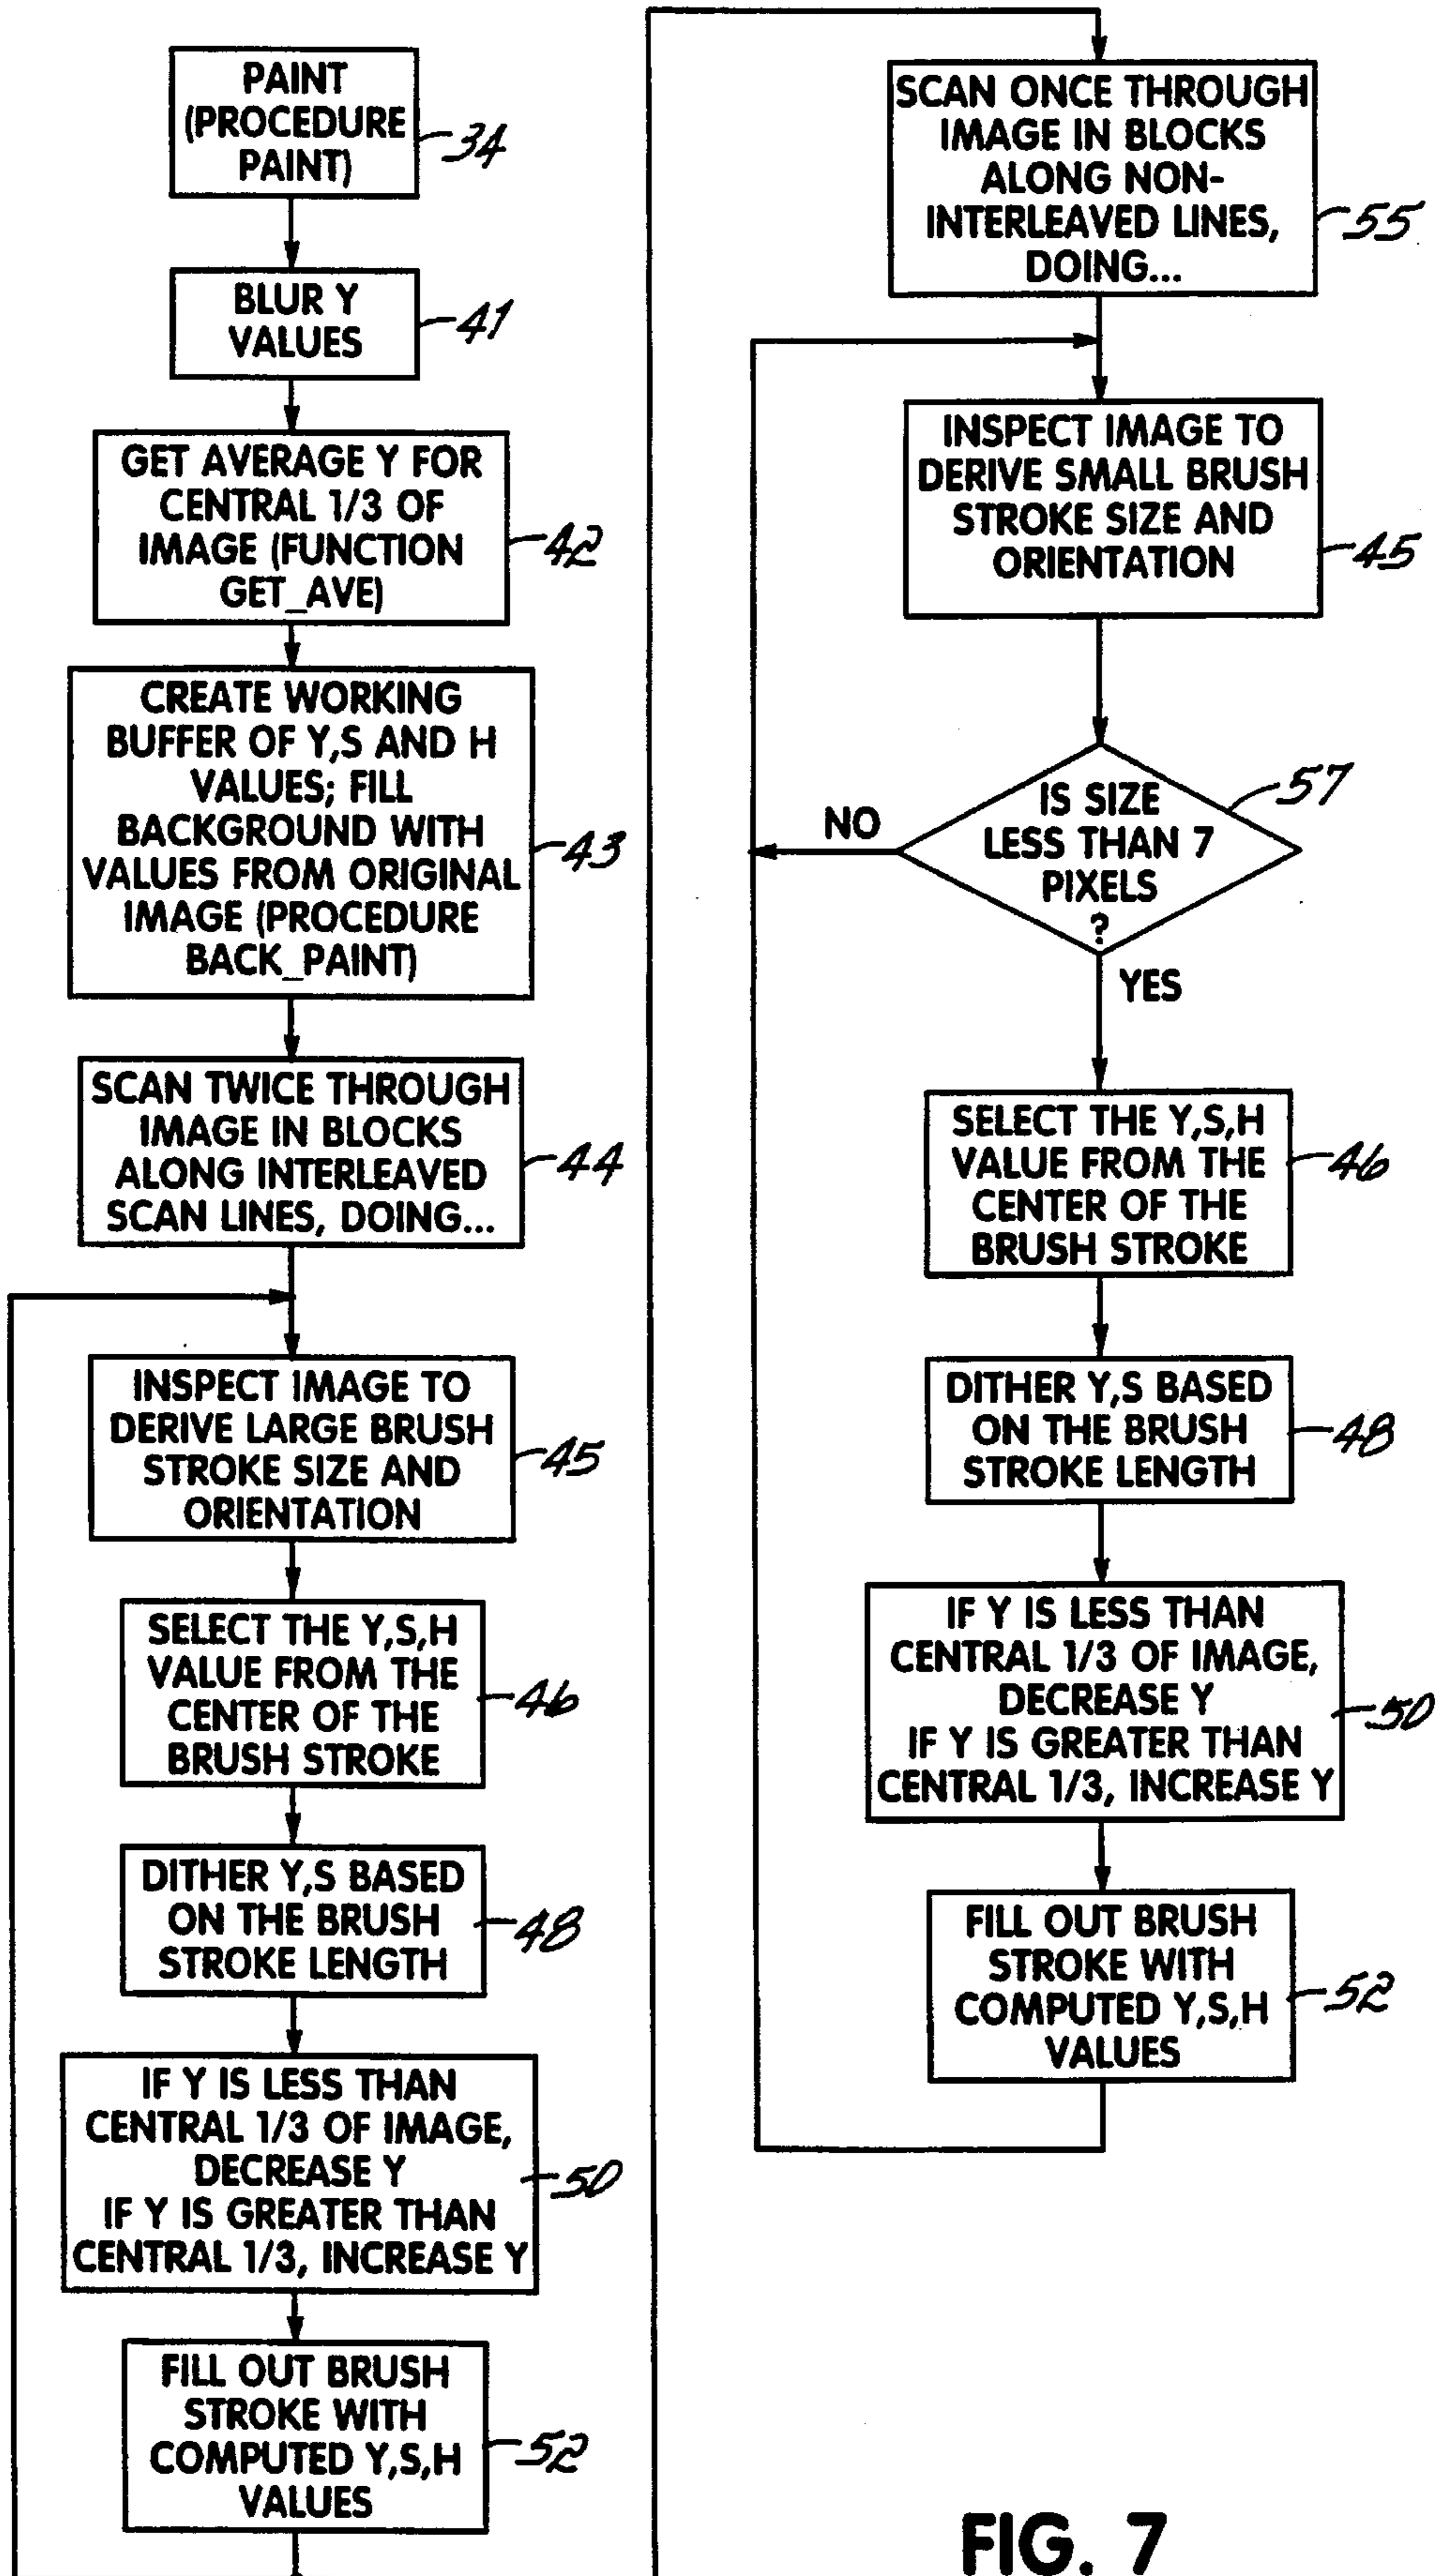 PAINT
(PROCEDURE
PAINT)
34
BLUR Y
VALUES
41
GET AVERAGE Y FOR
CENTRAL 1/3 OF
IMAGE (FUNCTION
GET_AVE)
42
CREATE WORKING
BUFFER OF Y,S AND H
VALUES; FILL
BACKGROUND WITH
VALUES FROM ORIGINAL
IMAGE (PROCEDURE
BACK_PAINT)
43
SCAN TWICE THROUGH
IMAGE IN BLOCKS
ALONG INTERLEAVED
SCAN LINES, DOING...
44
INSPECT IMAGE TO
DERIVE LARGE BRUSH
STROKE SIZE AND
ORIENTATION
45
SELECT THE Y,S,H
VALUE FROM THE
CENTER OF THE
BRUSH STROKE
46
DITHER Y,S BASED
ON THE BRUSH
STROKE LENGTH
48
IF Y IS LESS THAN
CENTRAL 1/3 OF IMAGE,
DECREASE Y
IF Y IS GREATER THAN
CENTRAL 1/3, INCREASE Y
50
FILL OUT BRUSH
STROKE WITH
COMPUTED Y,S,H
VALUES
52
SCAN ONCE THROUGH
IMAGE IN BLOCKS
ALONG NON-
INTERLEAVED LINES,
DOING...
55
INSPECT IMAGE TO
DERIVE SMALL BRUSH
STROKE SIZE AND
ORIENTATION
45
IS SIZE
LESS THAN 7
PIXELS
?
57
NO
YES
SELECT THE Y,S,H
VALUE FROM THE
CENTER OF THE
BRUSH STROKE
46
DITHER Y,S BASED
ON THE BRUSH
STROKE LENGTH
48
IF Y IS LESS THAN
CENTRAL 1/3 OF IMAGE,
DECREASE Y
IF Y IS GREATER THAN
CENTRAL 1/3, INCREASE Y
50
FILL OUT BRUSH
STROKE WITH
COMPUTED Y,S,H
VALUES
52
FIG. 7